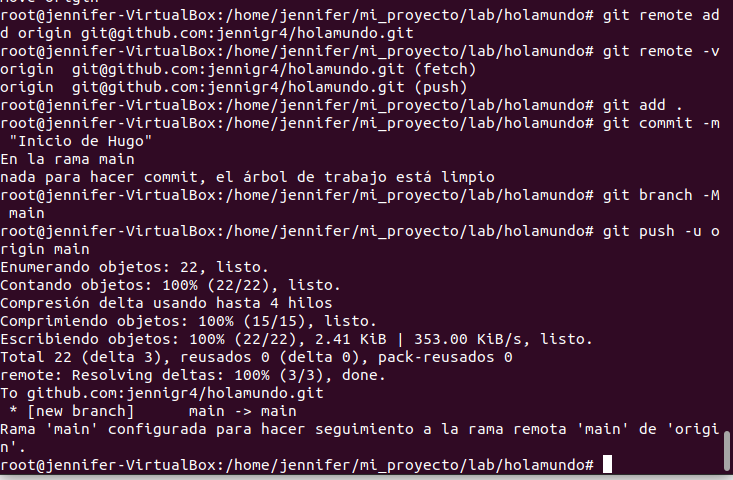 root@jennifer-VirtualBox:/home/jennifer/mi_proyecto/lab/holamundo# git remote ad
d origin git@github.com:jennigr4/holamundo.git
root@jennifer-VirtualBox:/home/jennifer/mi_proyecto/lab/holamundo# git remote -v
origin  git@github.com:jennigr4/holamundo.git (fetch)
origin  git@github.com:jennigr4/holamundo.git (push)
root@jennifer-VirtualBox:/home/jennifer/mi_proyecto/lab/holamundo# git add .
root@jennifer-VirtualBox:/home/jennifer/mi_proyecto/lab/holamundo# git commit -m
 "Inicio de Hugo"
En la rama main
nada para hacer commit, el árbol de trabajo está limpio
root@jennifer-VirtualBox:/home/jennifer/mi_proyecto/lab/holamundo# git branch -M
 main
root@jennifer-VirtualBox:/home/jennifer/mi_proyecto/lab/holamundo# git push -u o
rigin main
Enumerando objetos: 22, listo.
Contando objetos: 100% (22/22), listo.
Compresión delta usando hasta 4 hilos
Comprimiendo objetos: 100% (15/15), listo.
Escribiendo objetos: 100% (22/22), 2.41 KiB | 353.00 KiB/s, listo.
Total 22 (delta 3), reusados 0 (delta 0), pack-reusados 0
remote: Resolving deltas: 100% (3/3), done.
To github.com:jennigr4/holamundo.git
 * [new branch]      main -> main
Rama 'main' configurada para hacer seguimiento a la rama remota 'main' de 'origi
n'.
root@jennifer-VirtualBox:/home/jennifer/mi_proyecto/lab/holamundo#